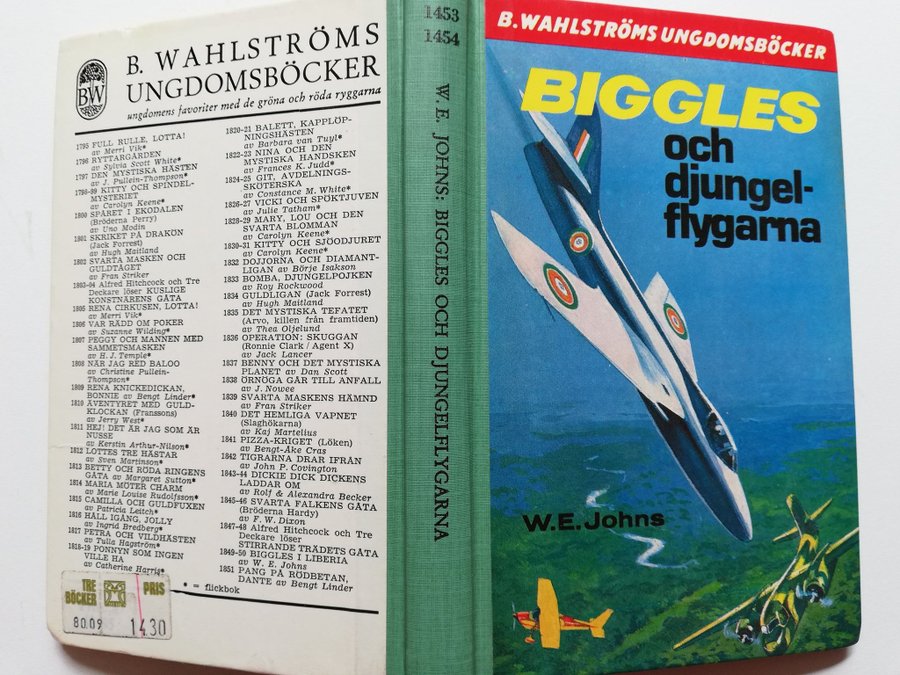 BW
B. WAHLSTRÖMS
UNGDOMSBÖCKER
ungdomens favoriter med de gröna och röda ryggarna
1795 FULL RULLE, LOTTA!
av Merri Vik*
1796 RYTTARGÅRDEN
av Sylvia Scott White*
1797 DEN MYSTISKA HÄSTEN
av J. Pullein-Thompson*
1798-99 KITTY OCH SPINDEL-
MYSTERIET
av Carolyn Keene*
1800 SPÅRET I EKODALEN
(Bröderna Perry)
av Uno Modin
1801 SKRIKET PÅ DRAKÖN
(Jack Forrest)
av Hugh Maitland
1802 SVARTA MASKEN OCH
GULDTÅGET
av Fran Striker
1803-04 Alfred Hitchcock och Tre
Deckare löser KUSLIGE
KONSTNÄRENS GÅTA
1805 RENA CIRKUSEN, LOTTA!
av Merri Vik*
1806 VAR RÄDD OM POKER
av Suzanne Wilding*
1807 PEGGY OCH MANNEN MED
SAMMETSMASKEN
av H. J. Temple*
1808 NÄR JAG RED BALOO
av Christine Pullein-
Thompson*
1809 RENA KNICKEDICKAN,
BONNIE av Bengt Linder*
1810 ÄVENTYRET MED GULD-
KLOCKAN (Franssons)
av Jerry West*
1811 HEJ! DET ÄR JAG SOM ÄR
NUSSE
av Kerstin Arthur-Nilson*
1812 LOTTES TRE HÄSTAR
av Sven Martinson*
1813 BETTY OCH RÖDA RINGENS
GÅTA av Margaret Sutton*
1814 MARIA MÖTER CHARM
av Marie Louise Rudolfsson*
1815 CAMILLA OCH GULDFUXEN
av Patricia Leitch*
1816 HÅLL IGÅNG, JOLLY
av Ingrid Bredberg*
1817 PETRA OCH VILDHÄSTEN
av Tulla Hagström*
1818-19 PONNYN SOM INGEN
VILLE HA
av Catherine Harris*
1820-21 BALETT, KAPPLÖP-
NINGSHÄSTEN
av Barbara van Tuyl*
1822-23 NINA OCH DEN
MYSTISKA HANDSKEN
av Frances K. Judd*
1824-25 GIT, AVDELNINGS-
SKÖTERSKA
av Constance M. White*
1826-27 VICKI OCH SPÖKTJUVEN
av Julie Tatham*
1828-29 MARY, LOU OCH DEN
SVARTA BLOMMAN
av Carolyn Keene*
1830-31 KITTY OCH SJÖODJURET
av Carolyn Keene*
1832 DOJJORNA OCH DIAMANT-
LIGAN av Börje Isakson
1833 BOMBA, DJUNGELPOJKEN
av Roy Rockwood
1834 GULDLIGAN (Jack Forrest)
av Hugh Maitland
1835 DET MYSTISKA TEFATET
(Arvo, killen från framtiden)
av Thea Oljelund
1836 OPERATION: SKUGGAN
(Ronnie Clark / Agent X)
av Jack Lancer
1837 BENNY OCH DET MYSTISKA
PLANET av Dan Scott
1838 ÖRNÖGA GÅR TILL ANFALL
av J. Nowee
1839 SVARTA MASKENS HÄMND
av Fran Striker
1840 DET HEMLIGA VAPNET
(Slaghökarna)
av Kaj Martelius
1841 PIZZA-KRIGET (Löken)
av Bengt-Åke Cras
1842 TIGRARNA DRAR IFRÅN
av John P. Covington
1843-44 DICKIE DICK DICKENS
LADDAR OM
av Rolf & Alexandra Becker
1845-46 SVARTA FALKENS GÅTA
(Bröderna Hardy)
av F. W. Dixon
1847-48 Alfred Hitchcock och Tre
Deckare löser
STIRRANDE TRÄDETS GÅTA
1849-50 BIGGLES I LIBERIA
av W. E. Johns
1851 PANG PÅ RÖDBETAN,
DANTE av Bengt Linder
* = flickbok
TRE
BÖCKER
PRIS
80.09
14.30
1453
1454
W. E. JOHNS: BIGGLES OCH DJUNGELFLYGARNA
B. WAHLSTRÖMS UNGDOMSBÖCKER
BIGGLES
och
djungel-
flygarna
W.E. Johns